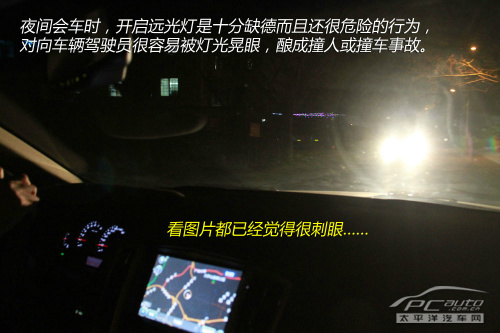 夜间会车时，开启远光灯是十分缺德而且还很危险的行为，
对向车辆驾驶员很容易被灯光晃眼，酿成撞人或撞车事故。
看图片都已经觉得很刺眼......
PCauto
.com.cn
太平洋汽车网